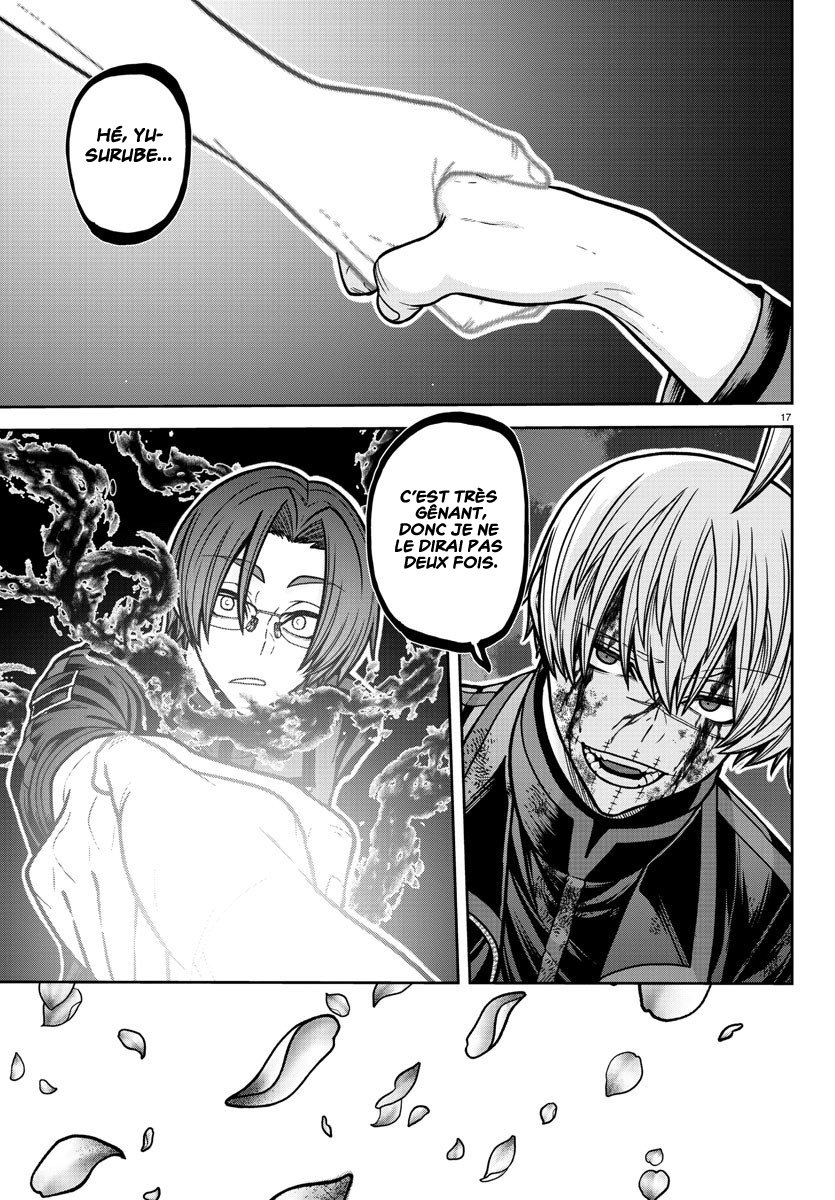 HÉ, YU-
SURUBE...
17
C'EST TRÈS
GÊNANT,
DONC JE NE
LE DIRAI PAS
DEUX FOIS.